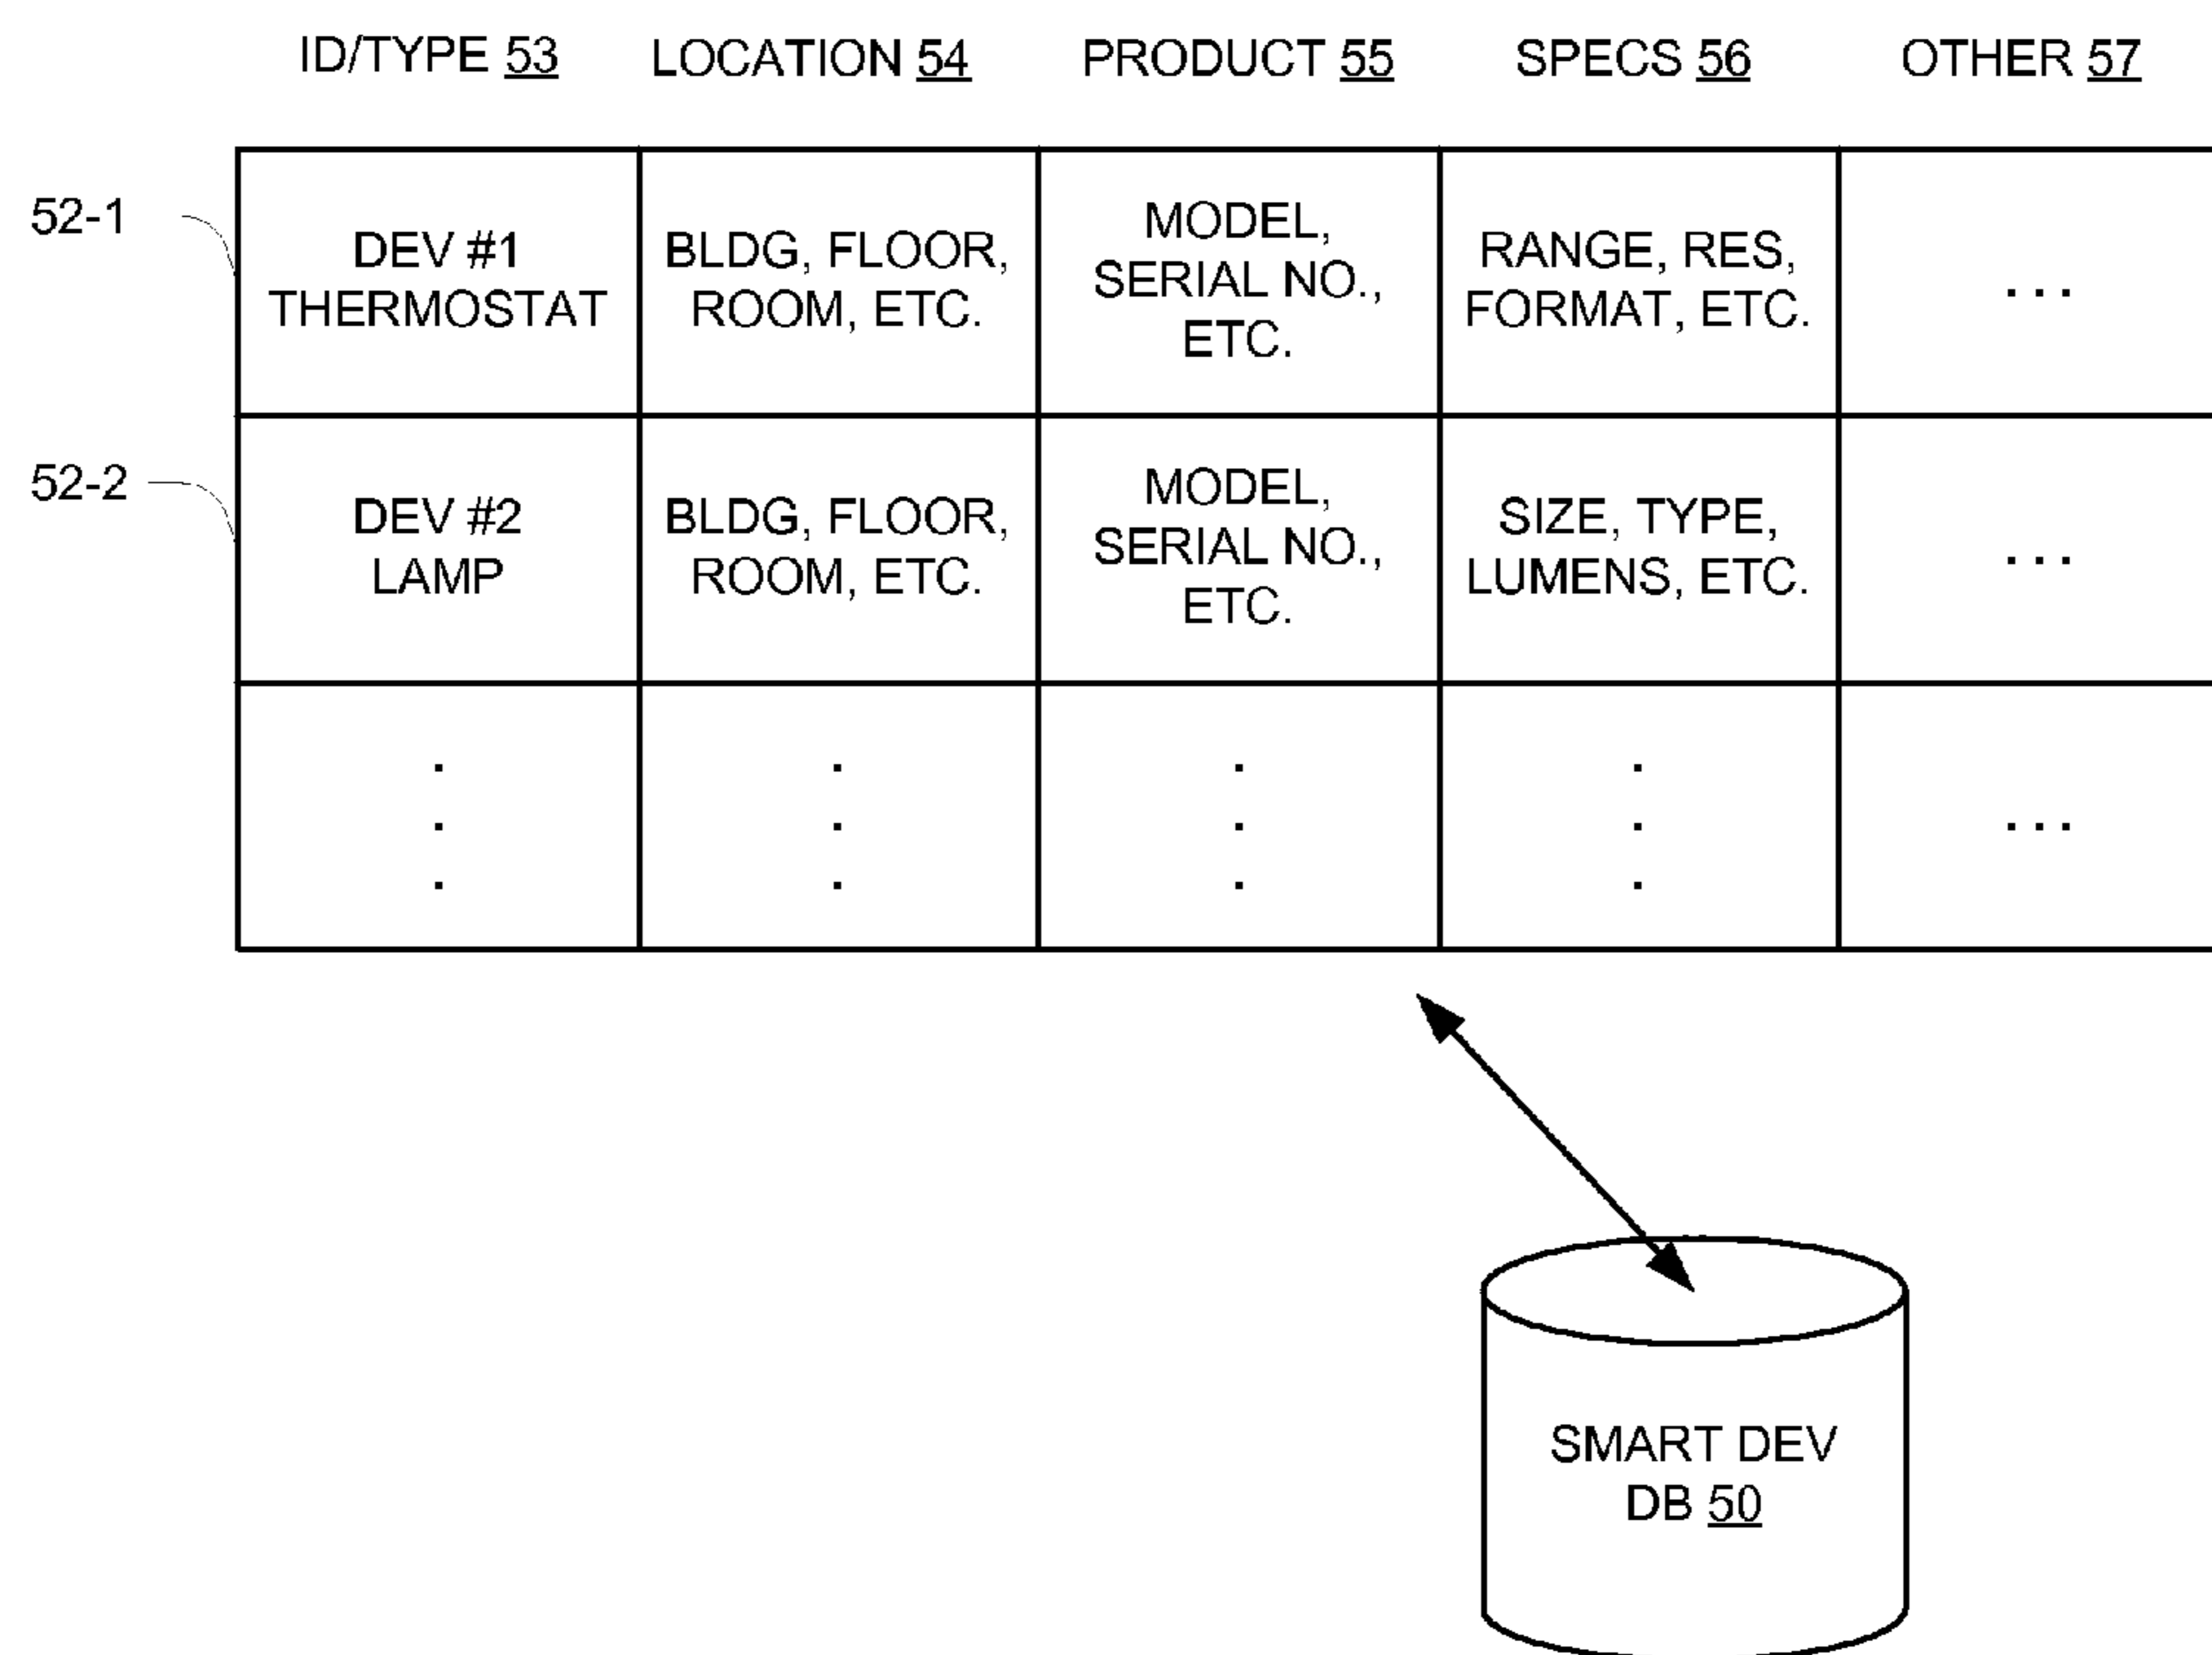 ID/TYPE 53 LOCATION 54 PRODUCT 55 SPECS 56 OTHER 57
52-1
DEV #1
THERMOSTAT
BLDG, FLOOR,
ROOM, ETC.
MODEL,
SERIAL NO.,
ETC.
RANGE, RES,
FORMAT, ETC.
...
52-2
DEV #2
LAMP
BLDG, FLOOR,
ROOM, ETC.
MODEL,
SERIAL NO.,
ETC.
SIZE, TYPE,
LUMENS, ETC.
...
...
SMART DEV
DB 50